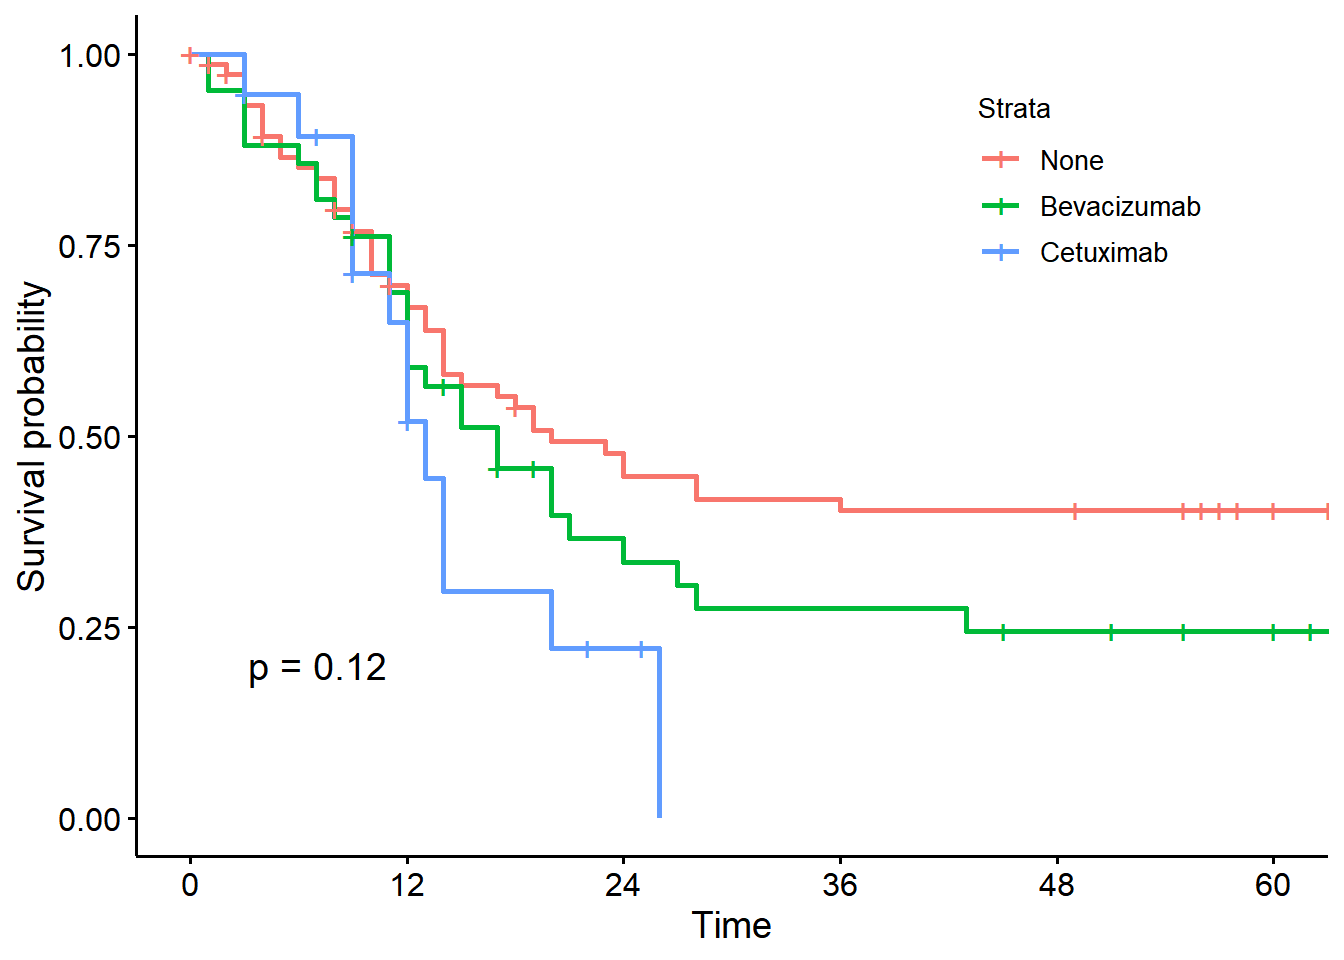 1.00
0.75
0.50
0.25
0.00
Survival probability
Strata
None
Bevacizumab
Cetuximab
p = 0.12
0 12 24 36 48 60
Time